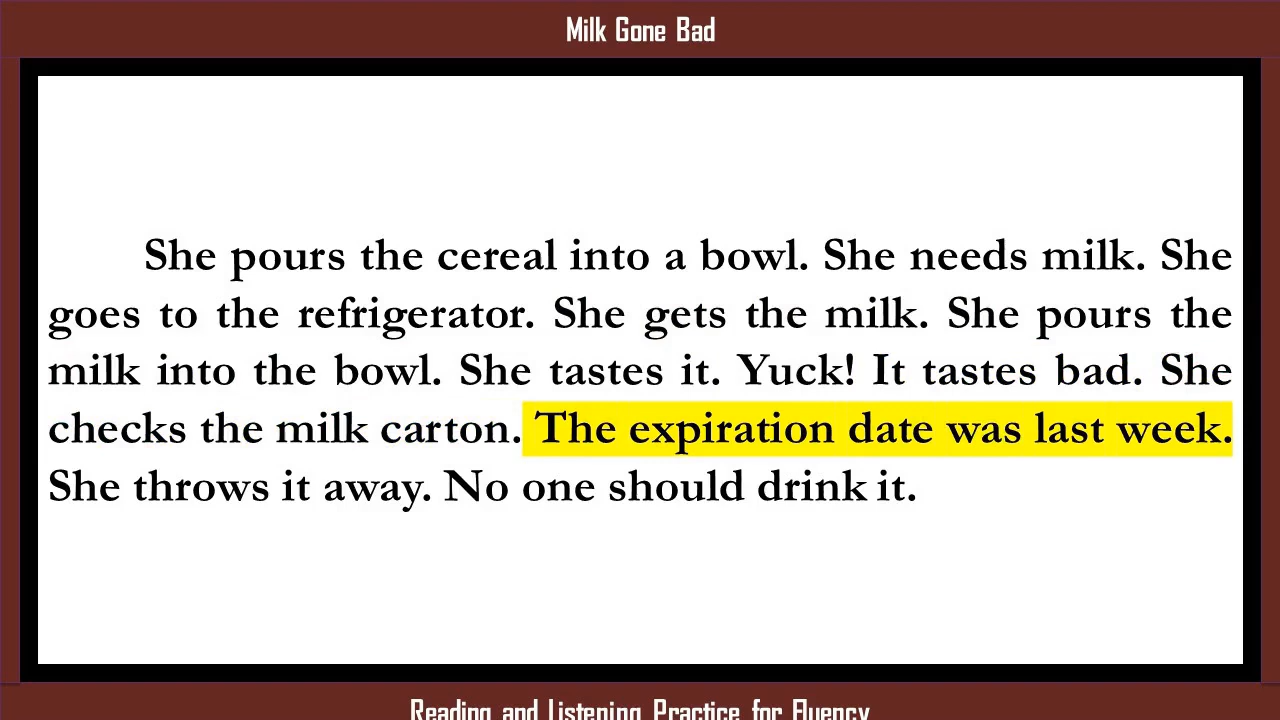 Milk Gone Bad
She pours the cereal into a bowl. She needs milk. She
goes to the refrigerator. She gets the milk. She pours the
milk into the bowl. She tastes it. Yuck! It tastes bad. She
checks the milk carton. The expiration date was last week.
She throws it away. No one should drink it.
Reading and Listening Practice for Fluency